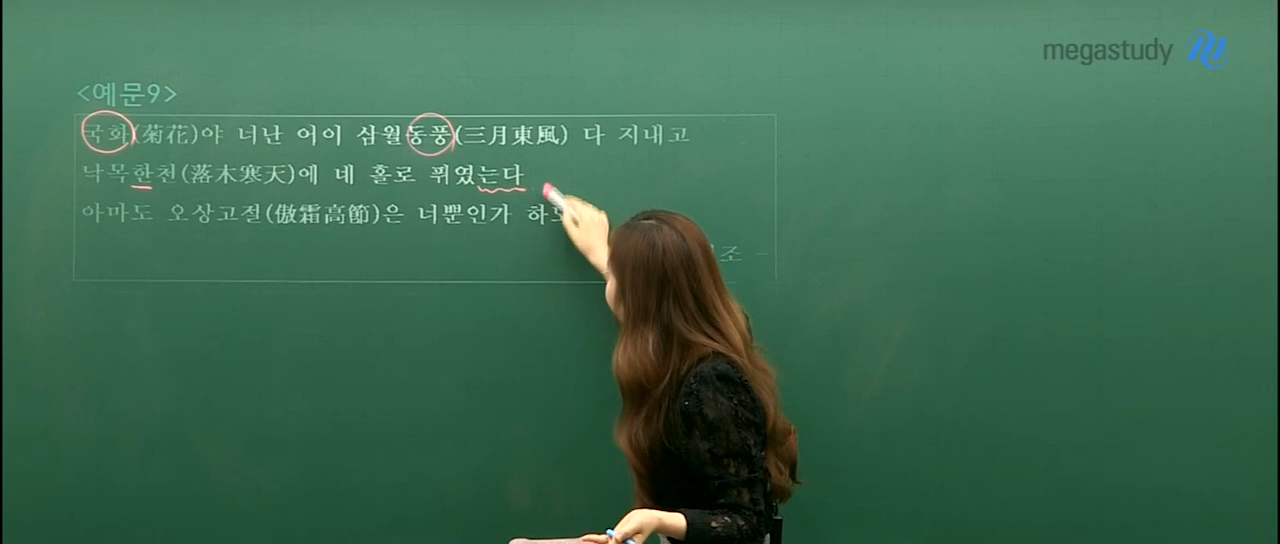 megastudy
<예문9>
국화(菊花)야 너난 어이 삼월동풍(三月東風) 다 지내고
낙목한천(落木寒天)에 네 홀로 퓌였는다
아마도 오상고절(傲霜高節)은 너뿐인가 
조 -